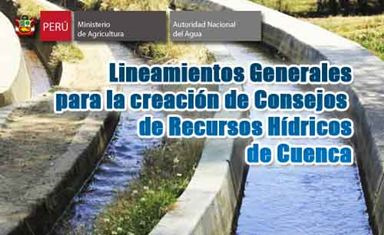 PERÚ
Ministerio
de Agricultura
Autoridad Nacional
del Agua
Lineamientos Generales
para la creación de Consejos
de Recursos Hídricos
de Cuenca